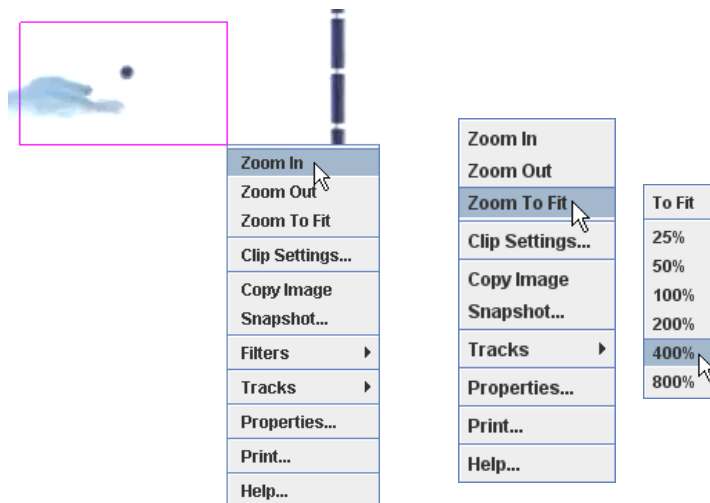 Zoom In
Zoom Out
Zoom To Fit
Clip Settings...
Copy Image
Snapshot...
Filters
Tracks
Properties...
Print...
Help...
Zoom In
Zoom Out
Zoom To Fit
Clip Settings...
Copy Image
Snapshot...
Tracks
Properties...
Print...
Help...
To Fit
25%
50%
100%
200%
400%
800%